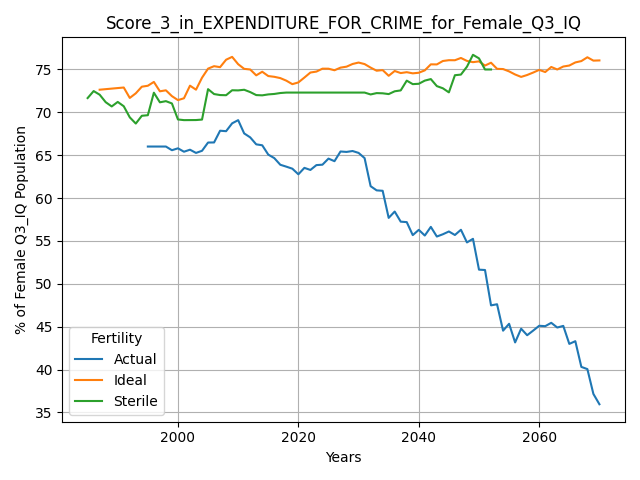 Score_3_in_EXPENDITURE_FOR_CRIME_for_Female_Q3_IQ
% of Female Q3_IQ Population
75
70
65
60
55
50
45
40
35
Fertility
Actual
Ideal
Sterile
2000 2020 2040 2060
Years